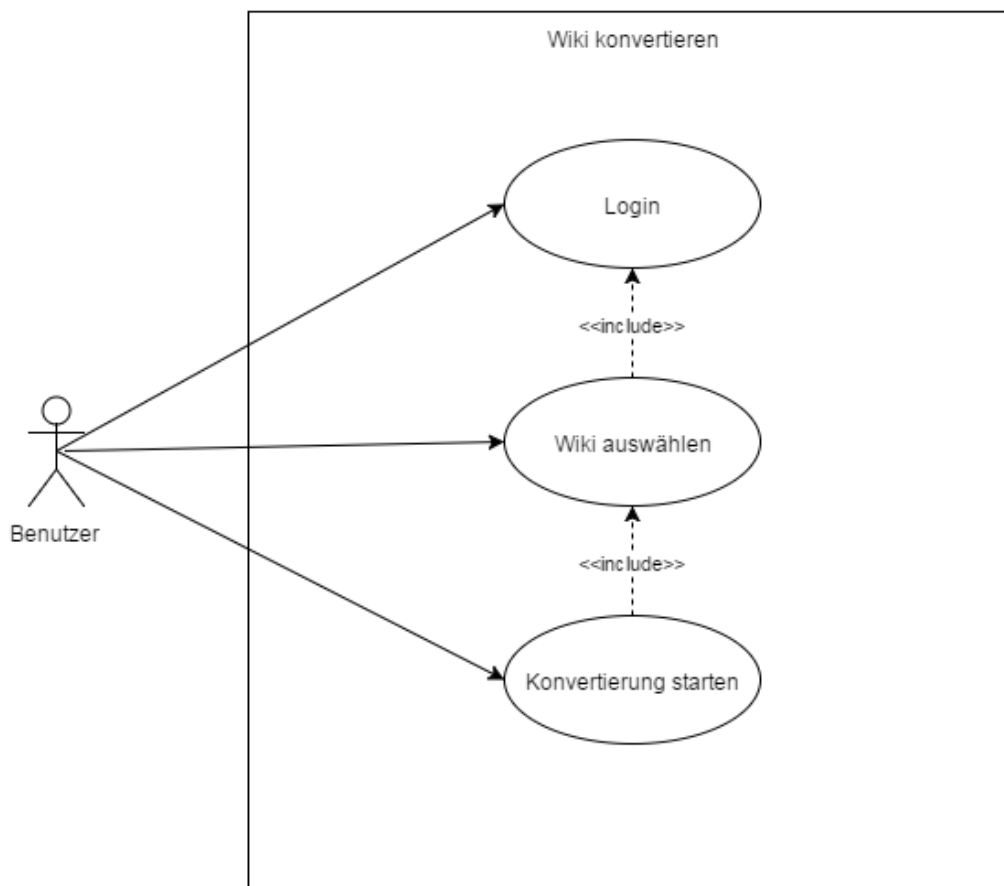 Wiki konvertieren
Login
<<include>>
Wiki auswählen
Benutzer
<<include>>
Konvertierung starten